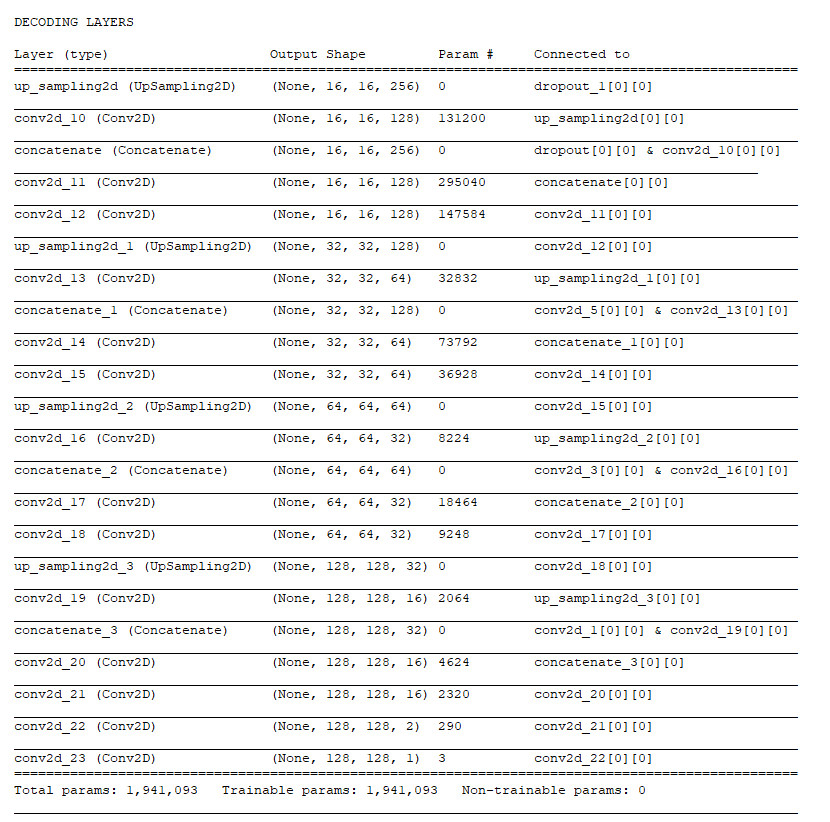 DECODING LAYERS
Layer (type) Output Shape Param # Connected to
up_sampling2d (UpSampling2D) (None, 16, 16, 256) 0 dropout_1[0][0]
conv2d_10 (Conv2D) (None, 16, 16, 128) 131200 up_sampling2d[0][0]
concatenate (Concatenate) (None, 16, 16, 256) 0 dropout[0][0] & conv2d_10[0][0]
conv2d_11 (Conv2D) (None, 16, 16, 128) 295040 concatenate[0][0]
conv2d_12 (Conv2D) (None, 16, 16, 128) 147584 conv2d_11[0][0]
up_sampling2d_1 (UpSampling2D) (None, 32, 32, 128) 0 conv2d_12[0][0]
conv2d_13 (Conv2D) (None, 32, 32, 64) 32832 up_sampling2d_1[0][0]
concatenate_1 (Concatenate) (None, 32, 32, 128) 0 conv2d_5[0][0] & conv2d_13[0][0]
conv2d_14 (Conv2D) (None, 32, 32, 64) 73792 concatenate_1[0][0]
conv2d_15 (Conv2D) (None, 32, 32, 64) 36928 conv2d_14[0][0]
up_sampling2d_2 (UpSampling2D) (None, 64, 64, 64) 0 conv2d_15[0][0]
conv2d_16 (Conv2D) (None, 64, 64, 32) 8224 up_sampling2d_2[0][0]
concatenate_2 (Concatenate) (None, 64, 64, 64) 0 conv2d_3[0][0] & conv2d_16[0][0]
conv2d_17 (Conv2D) (None, 64, 64, 32) 18464 concatenate_2[0][0]
conv2d_18 (Conv2D) (None, 64, 64, 32) 9248 conv2d_17[0][0]
up_sampling2d_3 (UpSampling2D) (None, 128, 128, 32) 0 conv2d_18[0][0]
conv2d_19 (Conv2D) (None, 128, 128, 16) 2064 up_sampling2d_3[0][0]
concatenate_3 (Concatenate) (None, 128, 128, 32) 0 conv2d_1[0][0] & conv2d_19[0][0]
conv2d_20 (Conv2D) (None, 128, 128, 16) 4624 concatenate_3[0][0]
conv2d_21 (Conv2D) (None, 128, 128, 16) 2320 conv2d_20[0][0]
conv2d_22 (Conv2D) (None, 128, 128, 2) 290 conv2d_21[0][0]
conv2d_23 (Conv2D) (None, 128, 128, 1) 3 conv2d_22[0][0]
Total params: 1,941,093 Trainable params: 1,941,093 Non-trainable params: 0